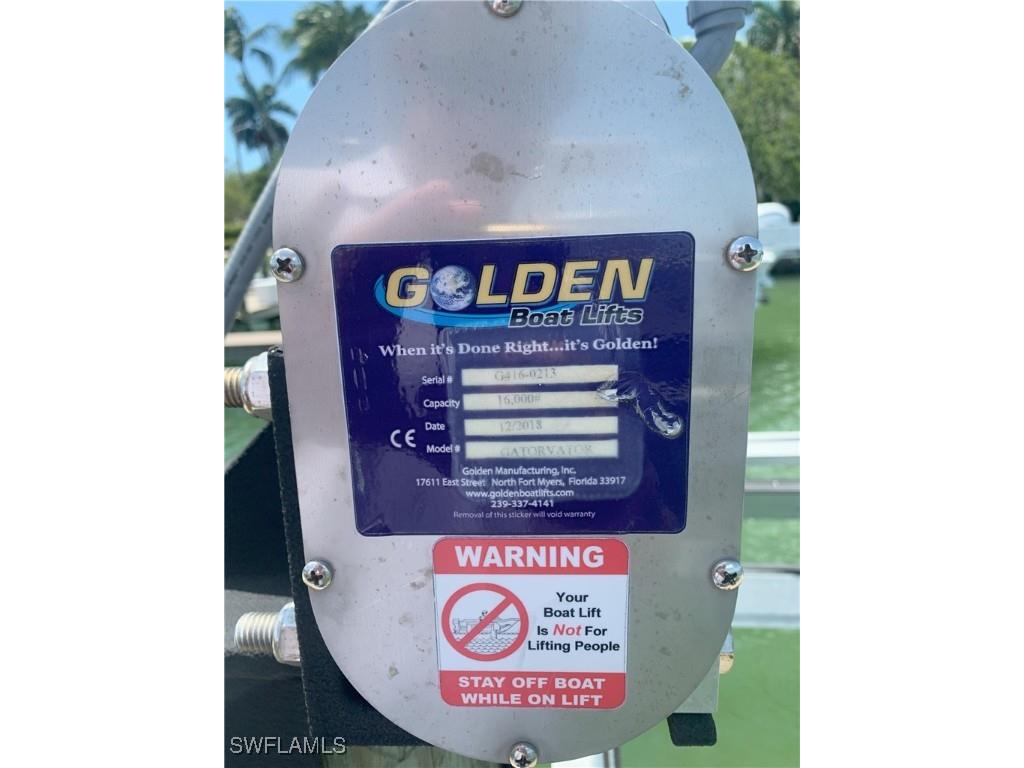 GOLDEN
Boat Lifts
When it's Done Right...it's Golden!
Serial # G416-0213
Capacity 16,000#
Date 12/2018
CE Model # GATORVATOR
Golden Manufacturing, Inc.
17611 East Street North Fort Myers, Florida 33917
www.goldenboatlifts.com
239-337-4141
Removal of this sticker will void warranty
WARNING
Your
Boat Lift
Is Not For
Lifting People
STAY OFF BOAT
WHILE ON LIFT
SWFLAMLS